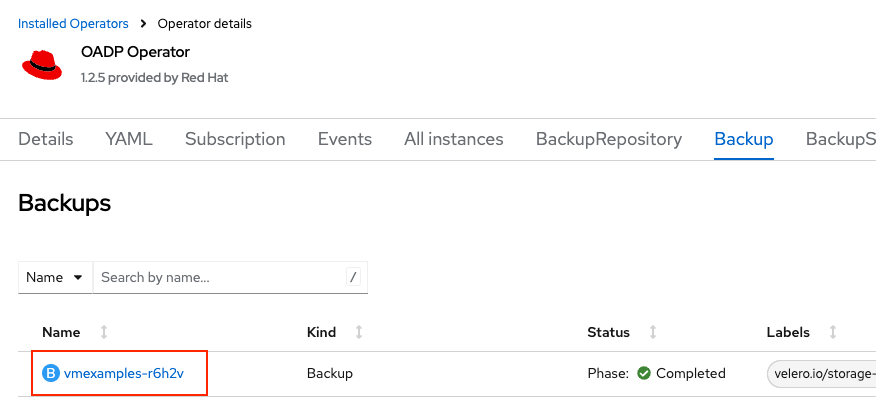 Installed Operators > Operator details
OADP Operator
1.2.5 provided by Red Hat
Details YAML Subscription Events All instances BackupRepository Backup BackupS
Backups
Name Search by name... /
Name Kind Status Labels
B vmexamples-r6h2v Backup Phase: Completed velero.io/storage-